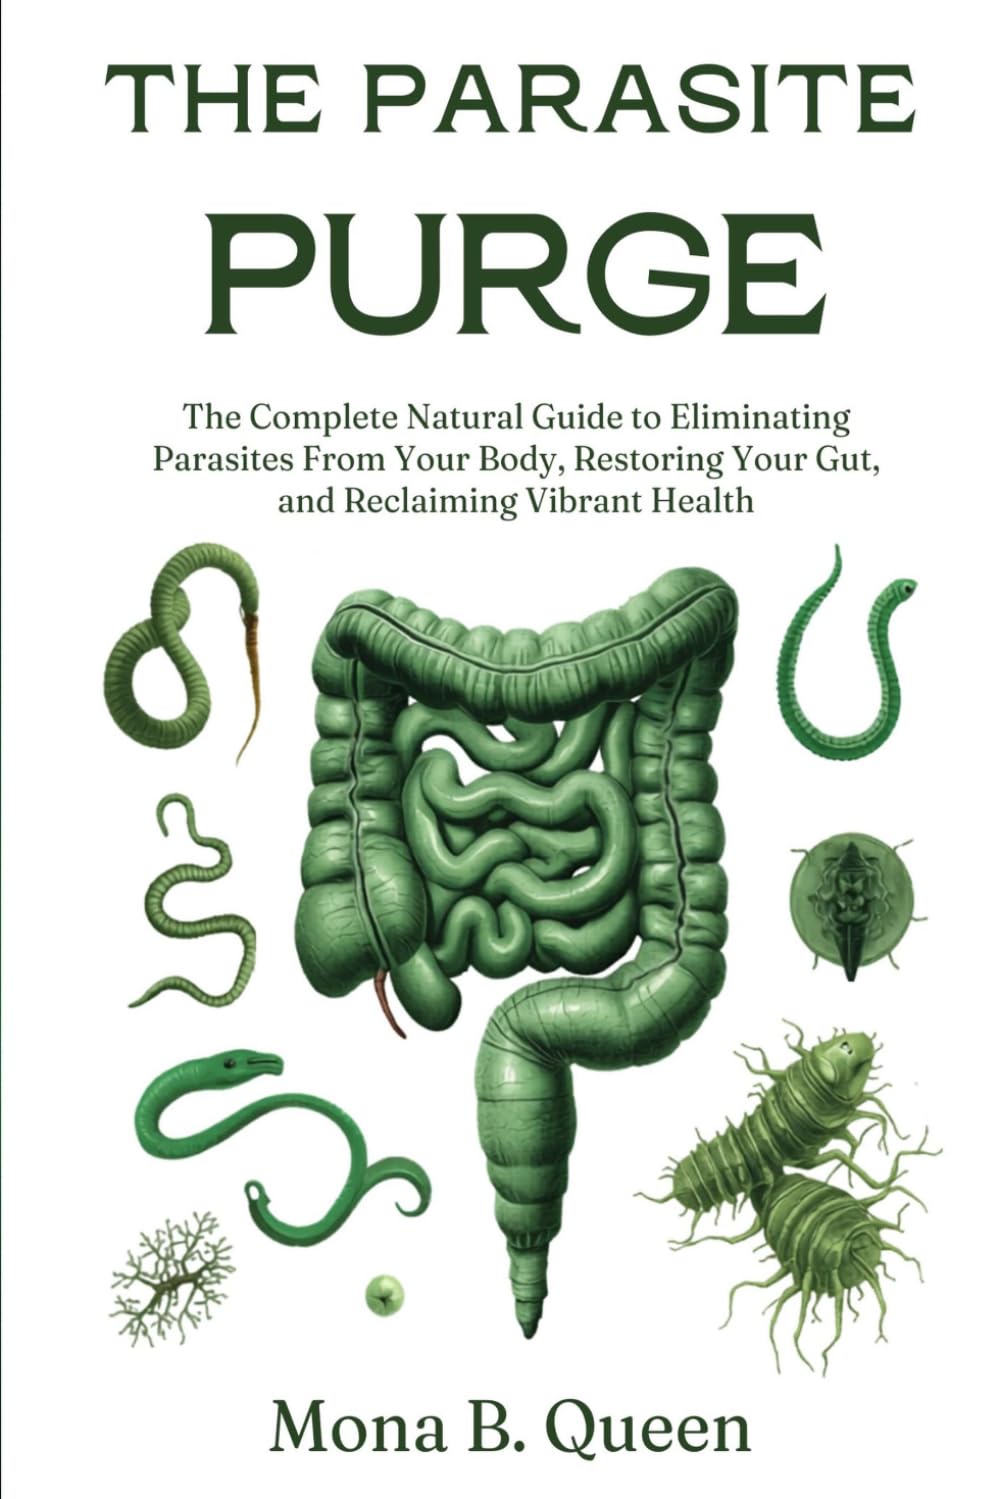 THE PARASITE
PURGE
The Complete Natural Guide to Eliminating
Parasites From Your Body, Restoring Your Gut,
and Reclaiming Vibrant Health
Mona B. Queen